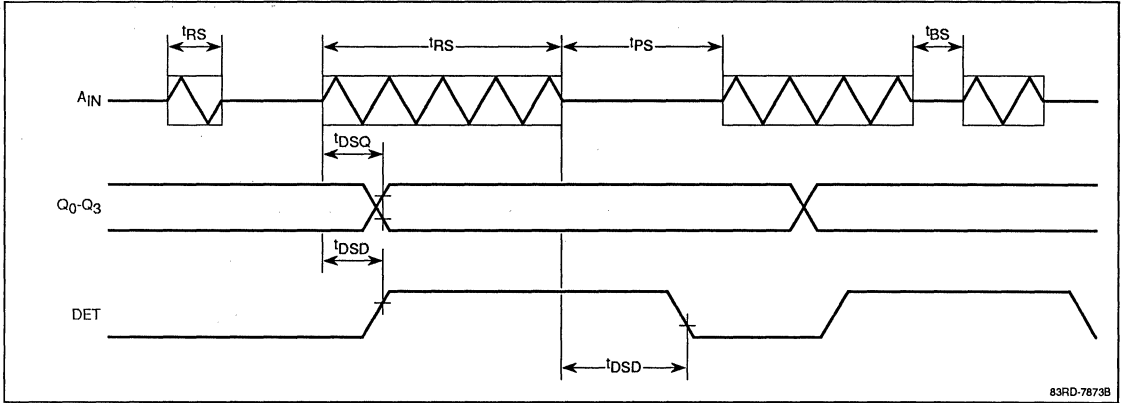 tRS
tRS
tPS
tBS
AIN
tDSQ
Q0-Q3
tDSD
DET
tDSD
83RD-7873B